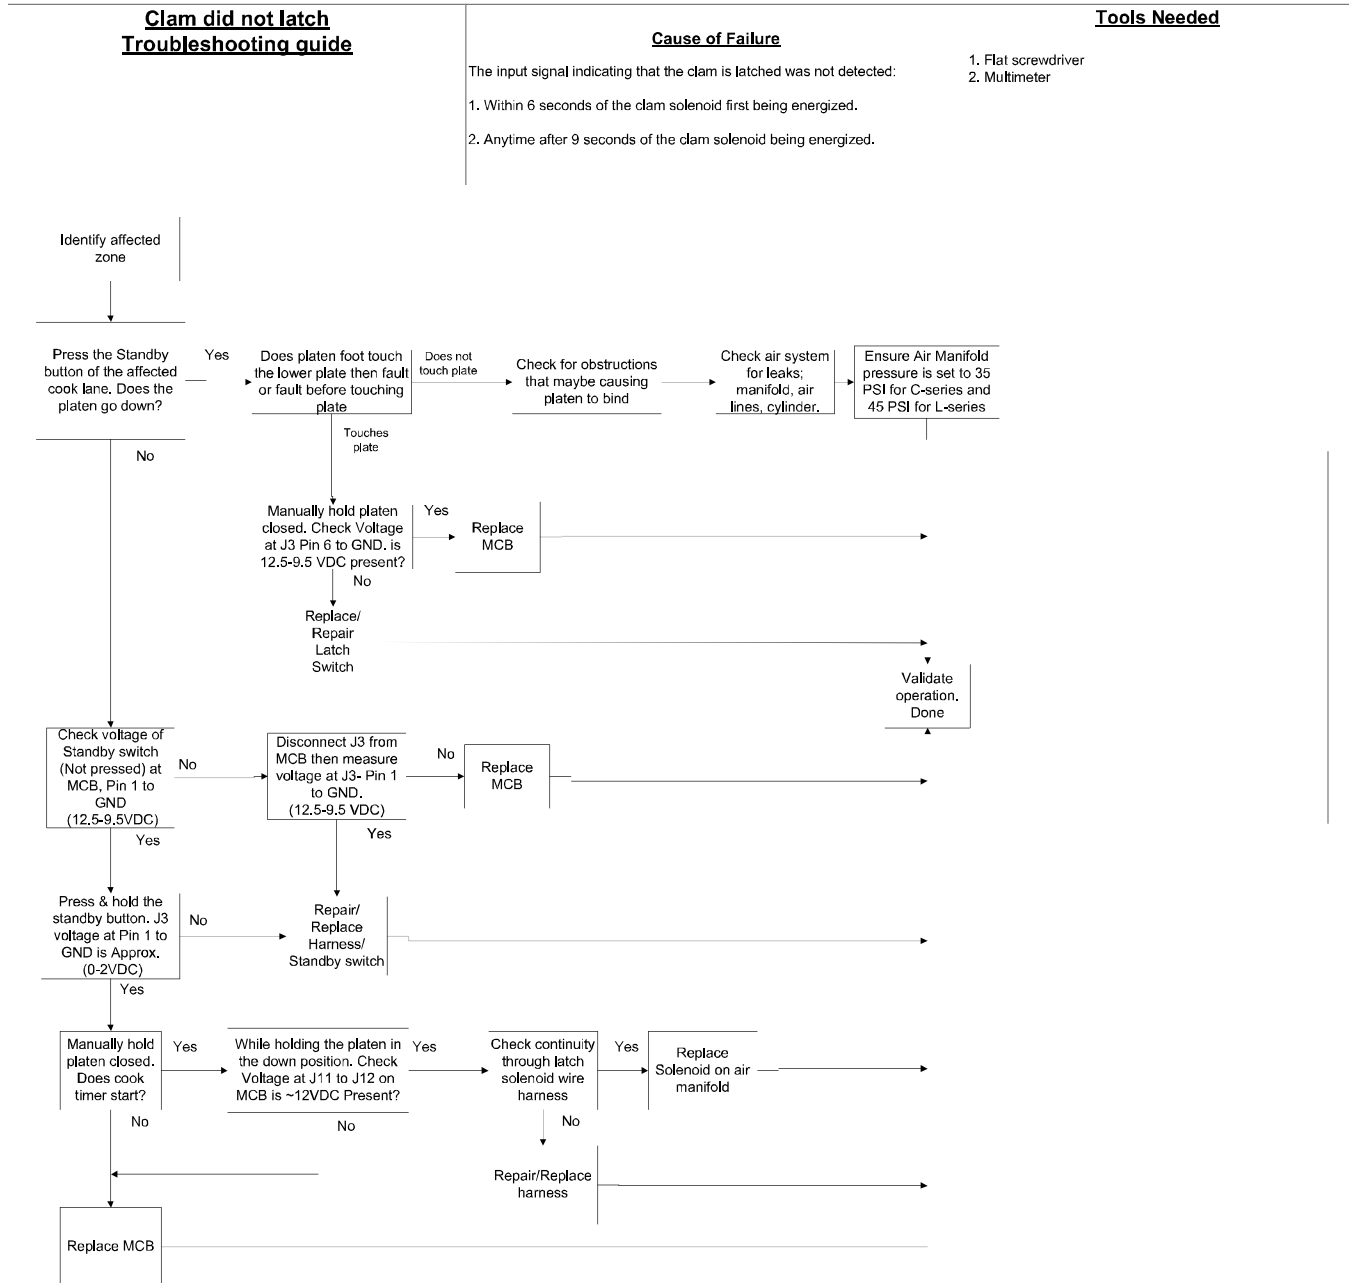 Clam did not latch
Troubleshooting guide
Cause of Failure
The input signal indicating that the clam is latched was not detected:
1. Within 6 seconds of the clam solenoid first being energized.
2. Anytime after 9 seconds of the clam solenoid being energized.
Tools Needed
1. Flat screwdriver
2. Multimeter
Identify affected
zone
Press the Standby
button of the affected
cook lane. Does the
platen go down?
Yes
Does platen foot touch
the lower plate then fault
or fault before touching
plate
Does not
touch plate
Check for obstructions
that maybe causing
platen to bind
Check air system
for leaks;
manifold, air
lines, cylinder.
Ensure Air Manifold
pressure is set to 35
PSI for C-series and
45 PSI for L-series
Touches
plate
No
Manually hold platen
closed. Check Voltage
at J3 Pin 6 to GND. is
12.5-9.5 VDC present?
Yes
Replace
MCB
No
Replace/
Repair
Latch
Switch
Validate
operation.
Done
Check voltage of
Standby switch
(Not pressed) at
MCB, Pin 1 to
GND
(12.5-9.5VDC)
No
Disconnect J3 from
MCB then measure
voltage at J3- Pin 1
to GND.
(12.5-9.5 VDC)
No
Replace
MCB
Yes
Yes
Press & hold the
standby button. J3
voltage at Pin 1 to
GND is Approx.
(0-2VDC)
No
Repair/
Replace
Harness/
Standby switch
Yes
Manually hold
platen closed.
Does cook
timer start?
Yes
While holding the platen in
the down position. Check
Voltage at J11 to J12 on
MCB is ~12VDC Present?
Yes
Check continuity
through latch
solenoid wire
harness
Yes
Replace
Solenoid on air
manifold
No
No
No
Repair/Replace
harness
Replace MCB